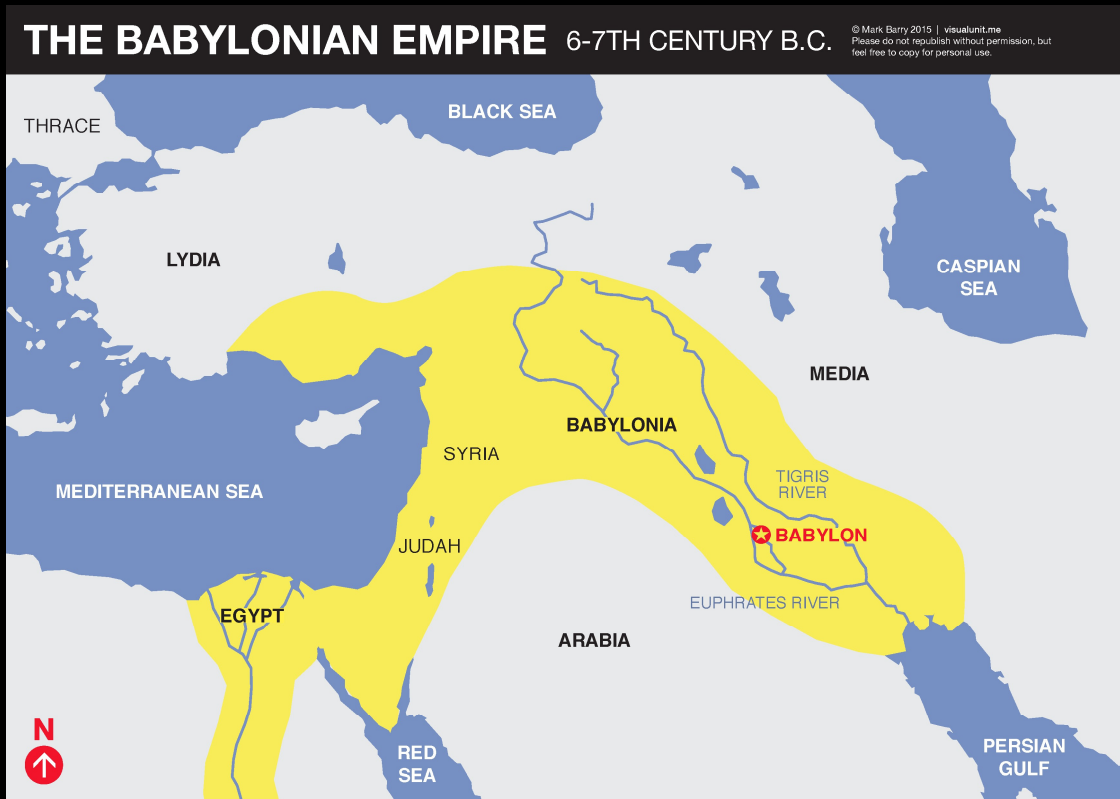 THE BABYLONIAN EMPIRE 6-7TH CENTURY B.C.
© Mark Barry 2015 | visualunit.me
Please do not republish without permission, but
feel free to copy for personal use.
BLACK SEA
THRACE
LYDIA
CASPIAN
SEA
MEDIA
BABYLONIA
SYRIA
TIGRIS
RIVER
MEDITERRANEAN SEA
BABYLON
JUDAH
EUPHRATES RIVER
EGYPT
ARABIA
N
RED
SEA
PERSIAN
GULF